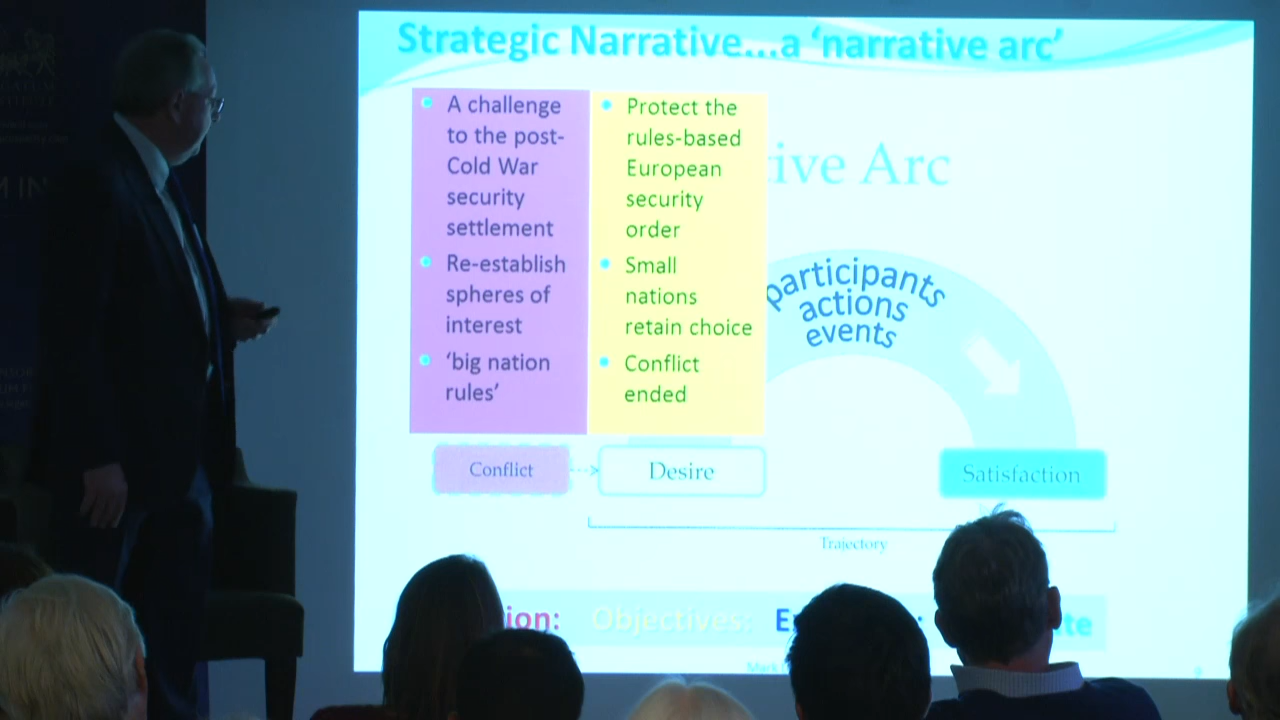 Strategic Narrative...a ‘narrative arc’
A challenge
to the post-
Cold War
security
settlement
Re-establish
spheres of
interest
‘big nation
rules’
Protect the
rules-based
European
security
order
Small
nations
retain choice
Conflict
ended
Arc
participants
actions
events
Conflict
Desire
Satisfaction
Trajectory
Objectives:
Mark